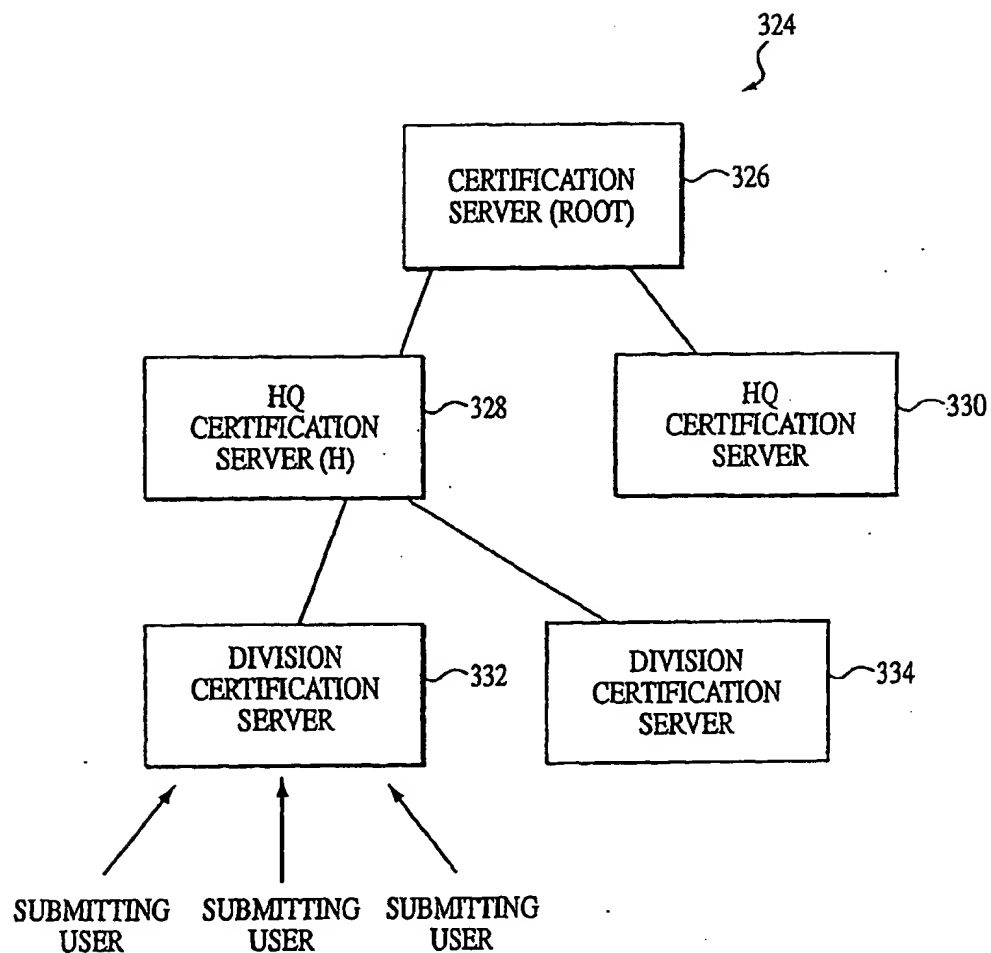 324
CERTIFICATION
SERVER (ROOT)
326
HQ
CERTIFICATION
SERVER (H)
328
HQ
CERTIFICATION
SERVER
330
DIVISION
CERTIFICATION
SERVER
332
DIVISION
CERTIFICATION
SERVER
334
SUBMITTING
USER
SUBMITTING
USER
SUBMITTING
USER